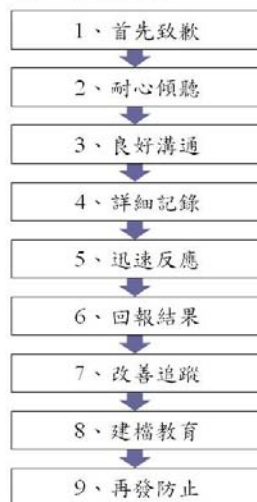 1、首先致歉
2、耐心傾聽
3、良好溝通
4、詳細記錄
5、迅速反應
6、回報結果
7、改善追蹤
8、建檔教育
9、再發防止